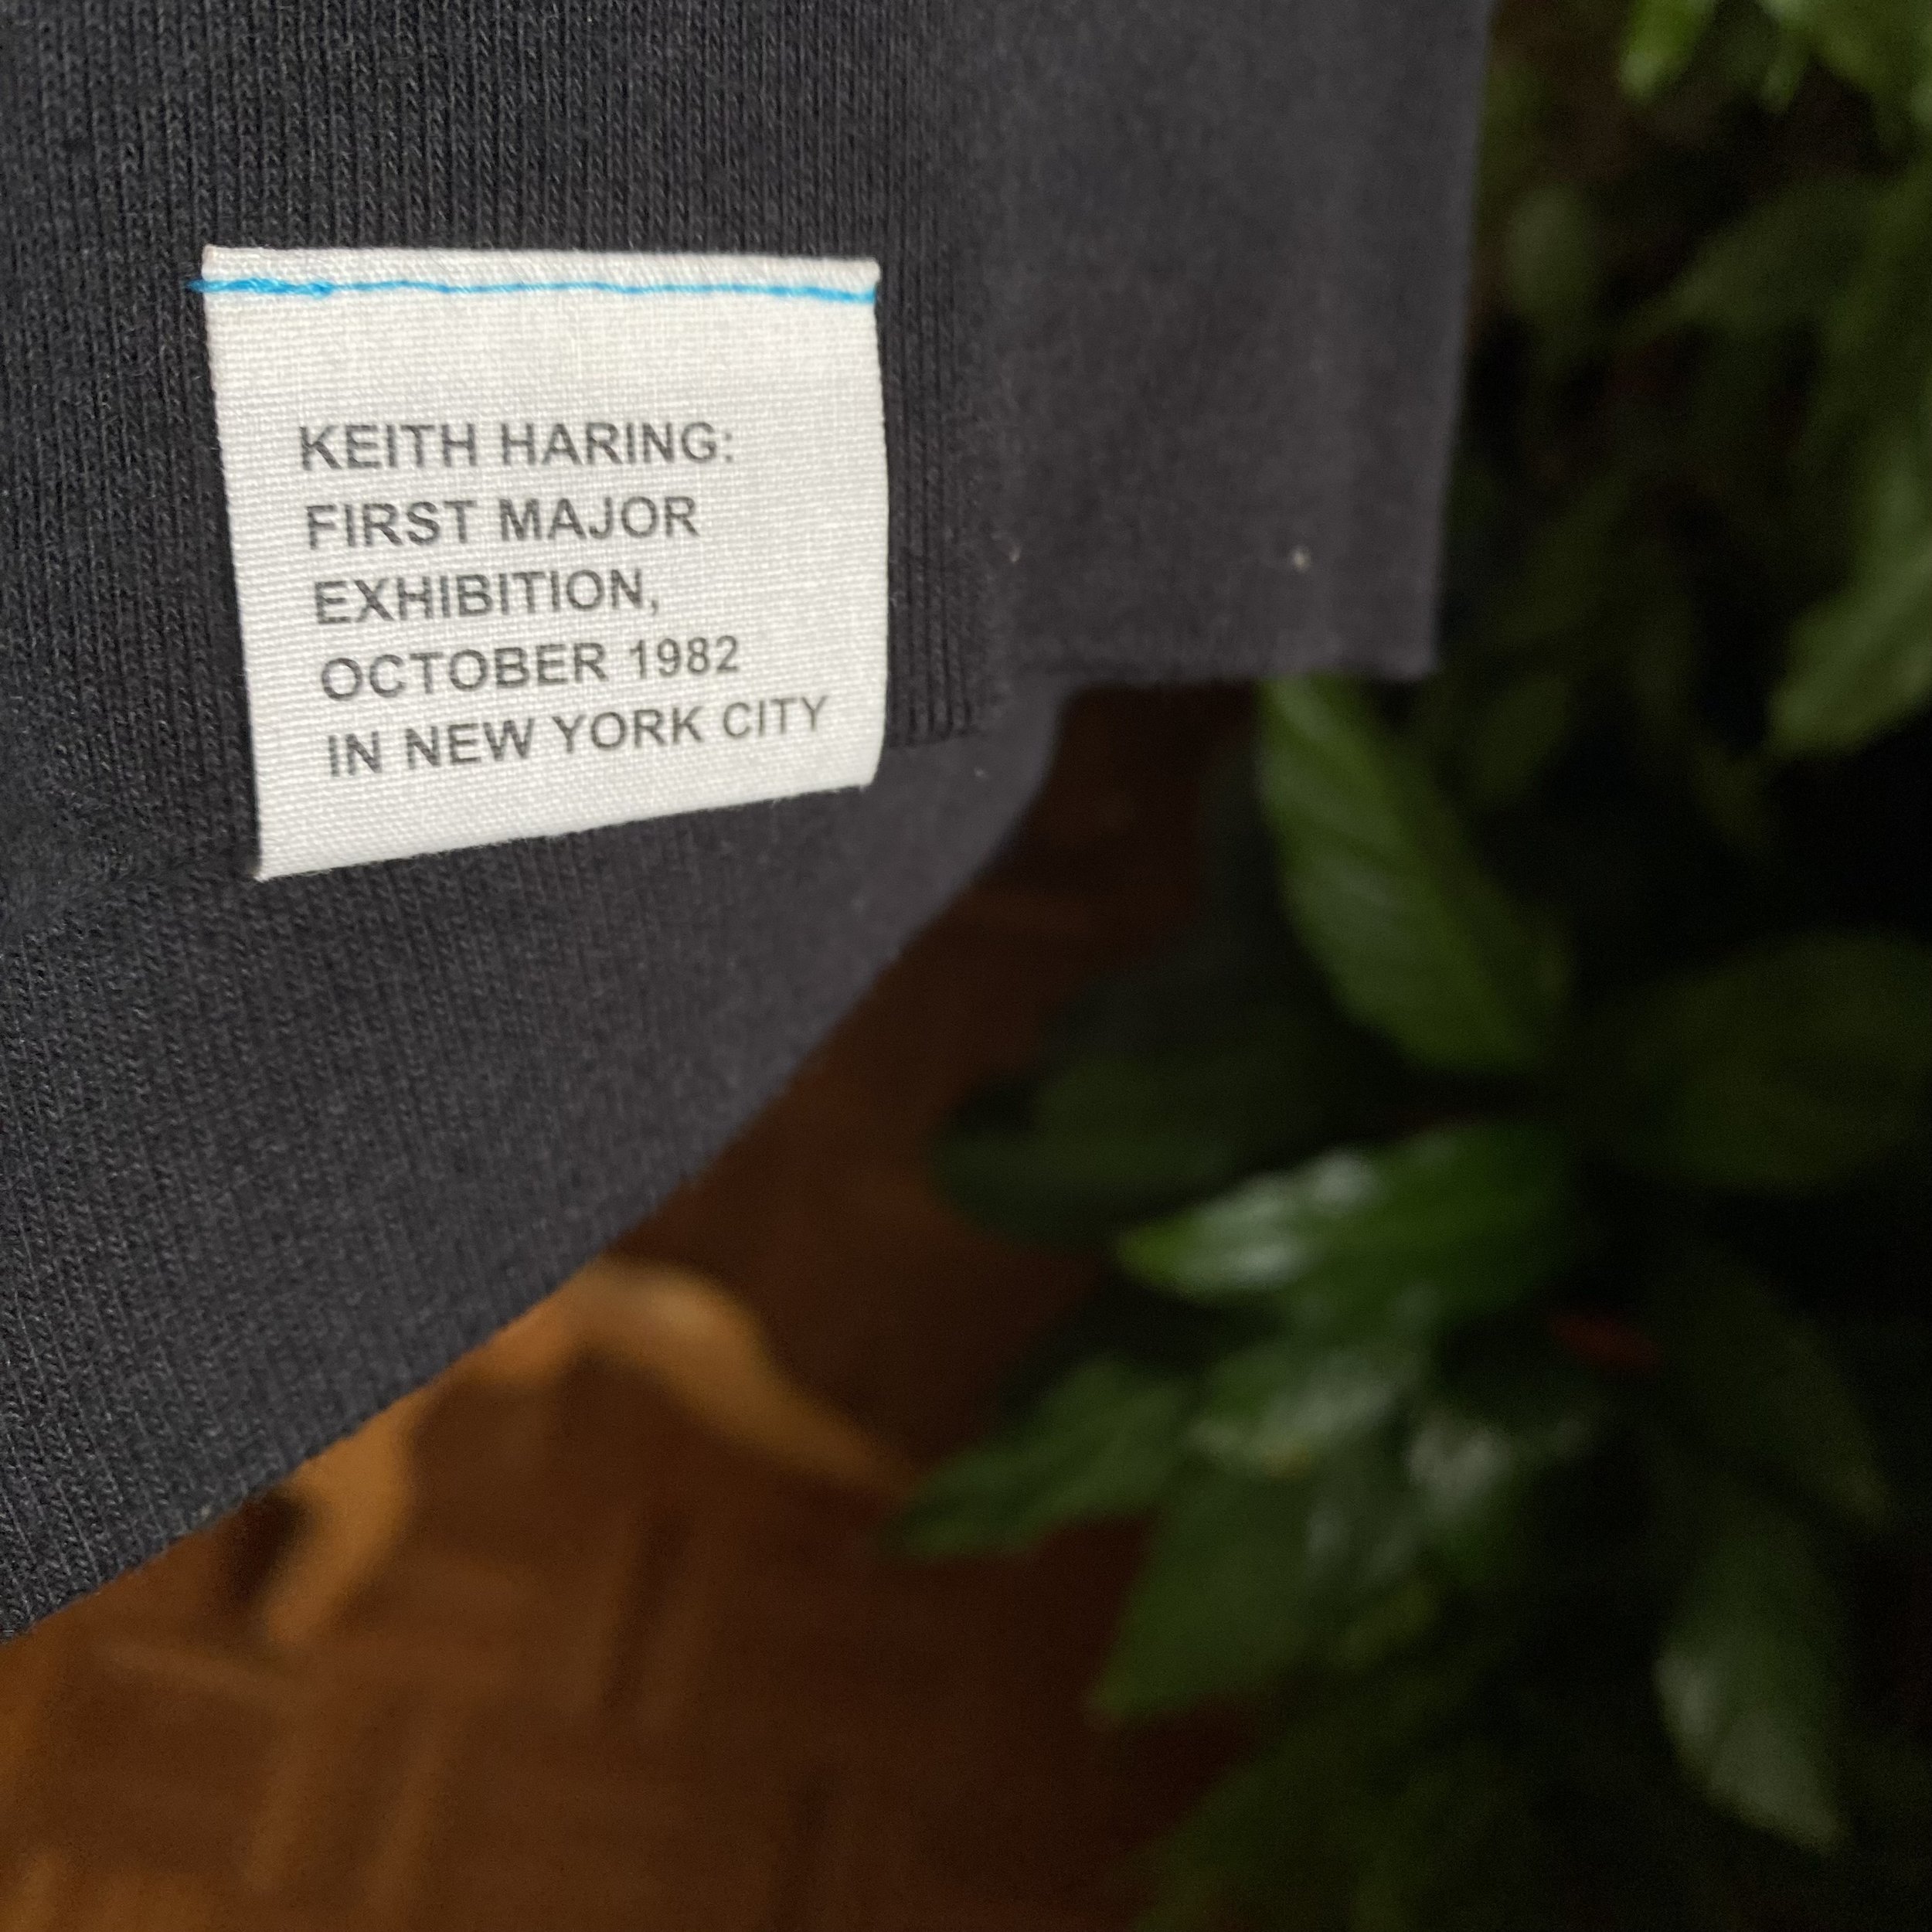 KEITH HARING:
FIRST MAJOR
EXHIBITION,
OCTOBER 1982
IN NEW YORK CITY